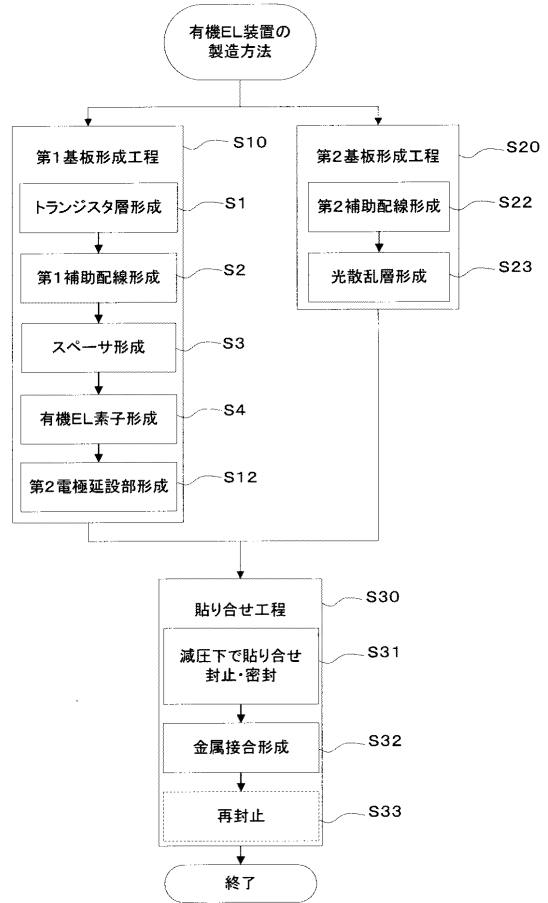 有機EL装置の
製造方法
第1基板形成工程
S10
トランジスタ層形成
S1
第1補助配線形成
S2
スペーサ形成
S3
有機EL素子形成
S4
第2電極延設部形成
S12
第2基板形成工程
S20
第2補助配線形成
S22
光散乱層形成
S23
貼り合せ工程
S30
減圧下で貼り合せ
封止・密封
S31
金属接合形成
S32
再封止
S33
終了